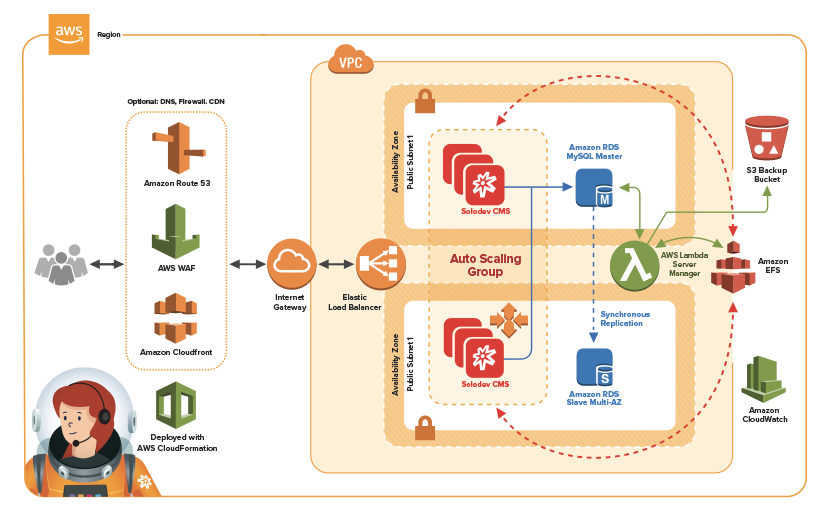 aws
Region
VPC
Optional: DNS, Firewall. CDN
Amazon Route 53
AWS WAF
Amazon Cloudfront
Deployed with
AWS CloudFormation
Internet
Gateway
Elastic
Load Balancer
Availability Zone
Public Subnet 1
Solodev CMS
Amazon RDS
MySQL Master
M
Auto Scaling
Group
Availability Zone
Public Subnet 1
Solodev CMS
Synchronous
Replication
S
Amazon RDS
Slave Multi-AZ
λ
AWS Lambda
Server
Manager
S3 Backup
Bucket
Amazon
EFS
Amazon
CloudWatch